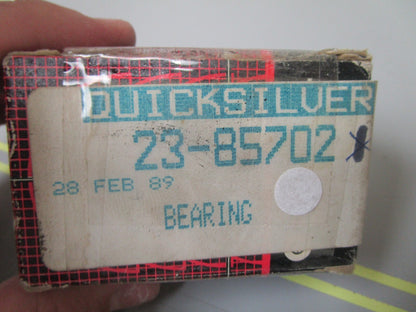 QUICKSILVER
23-85702
28 FEB 89
BEARING